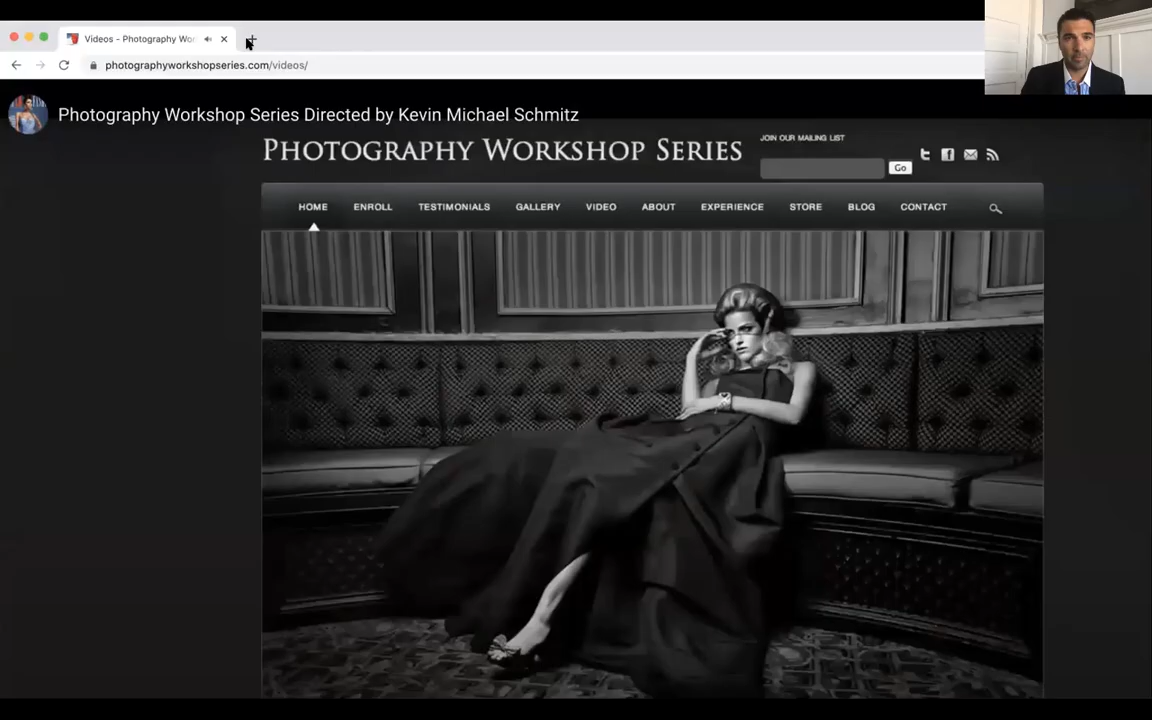 Videos - Photography Wo
photographyworkshopseries.com/videos/
Photography Workshop Series Directed by Kevin Michael Schmitz
PHOTOGRAPHY WORKSHOP SERIES
JOIN OUR MAILING LIST
Go
HOME ENROLL TESTIMONIALS GALLERY VIDEO ABOUT EXPERIENCE STORE BLOG CONTACT